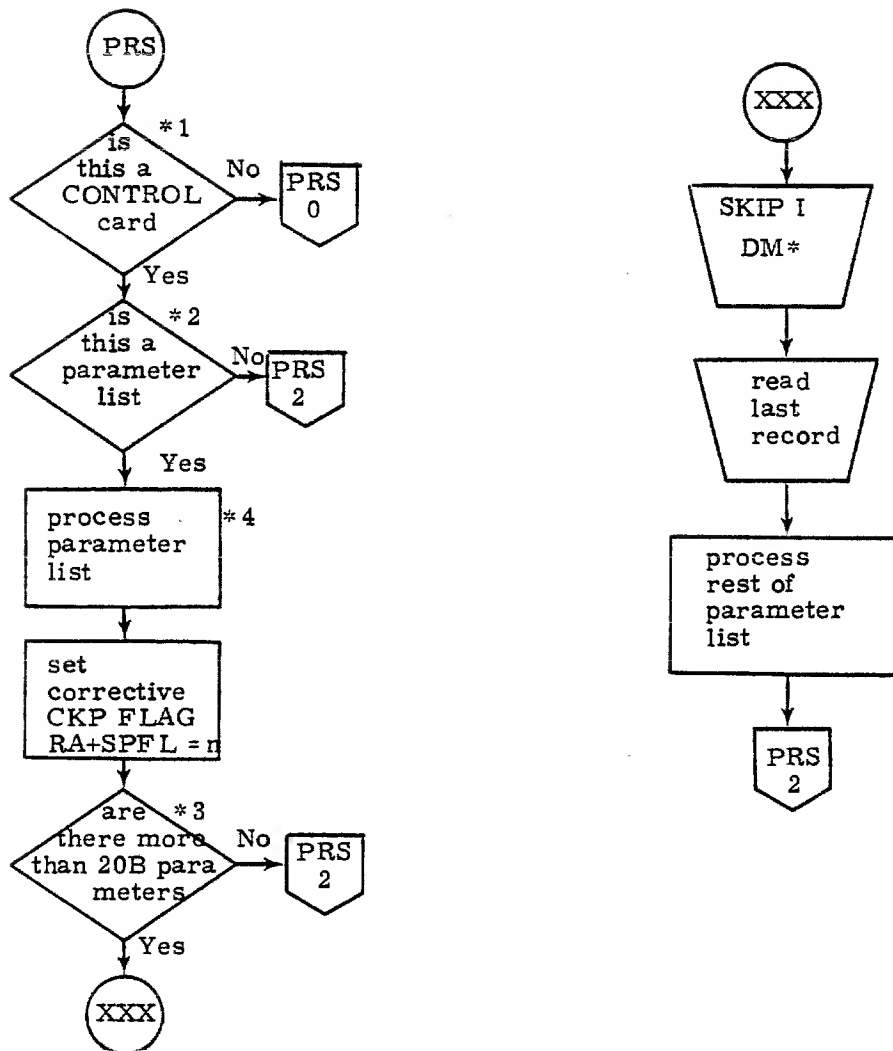 PRS
is *1
this a
CONTROL
card
No
PRS
0
Yes
is *2
this a
parameter
list
No
PRS
2
Yes
process *4
parameter
list
set
corrective
CKP FLAG
RA+SPFL = n
are *3
there more
than 20B para
meters
No
PRS
2
Yes
XXX
XXX
SKIP I
DM*
read
last
record
process
rest of
parameter
list
PRS
2